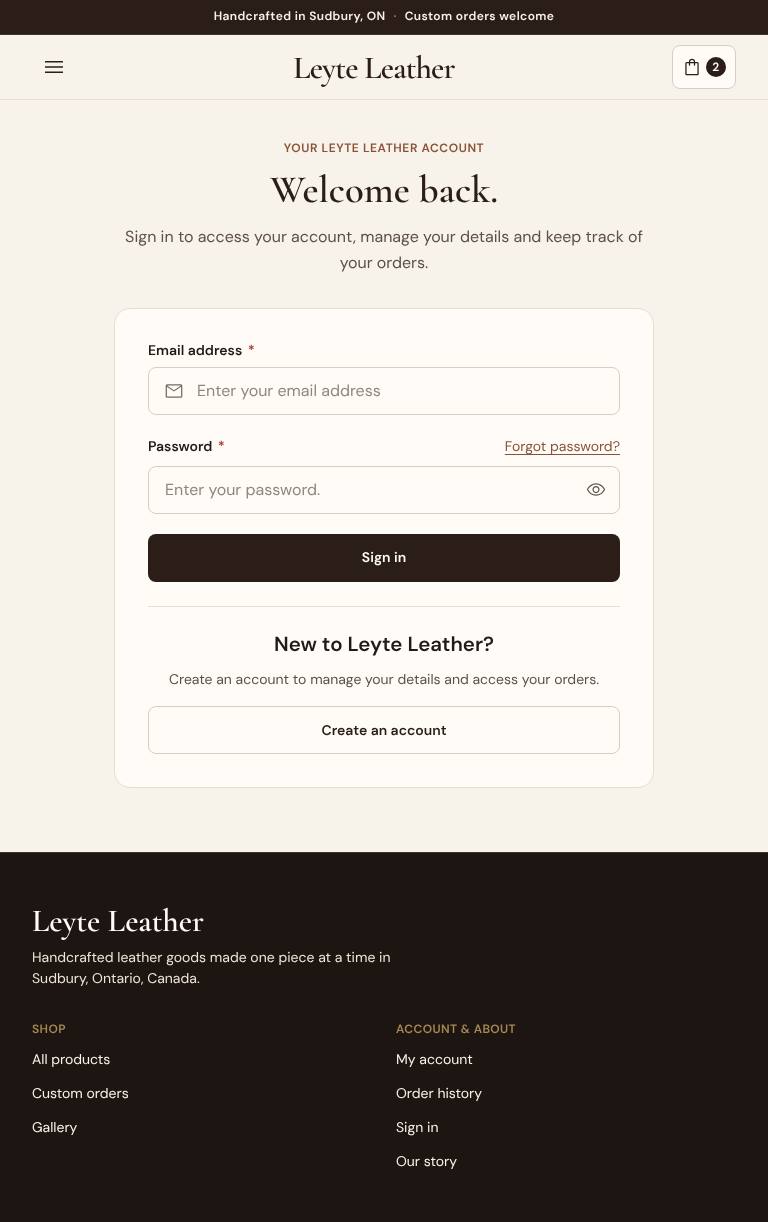 Handcrafted in Sudbury, ON · Custom orders welcome
Leyte Leather
2
YOUR LEYTE LEATHER ACCOUNT
Welcome back.
Sign in to access your account, manage your details and keep track of
your orders.
Email address *
Enter your email address
Password *
Forgot password?
Enter your password.
Sign in
New to Leyte Leather?
Create an account to manage your details and access your orders.
Create an account
Leyte Leather
Handcrafted leather goods made one piece at a time in
Sudbury, Ontario, Canada.
SHOP
All products
Custom orders
Gallery
ACCOUNT & ABOUT
My account
Order history
Sign in
Our story